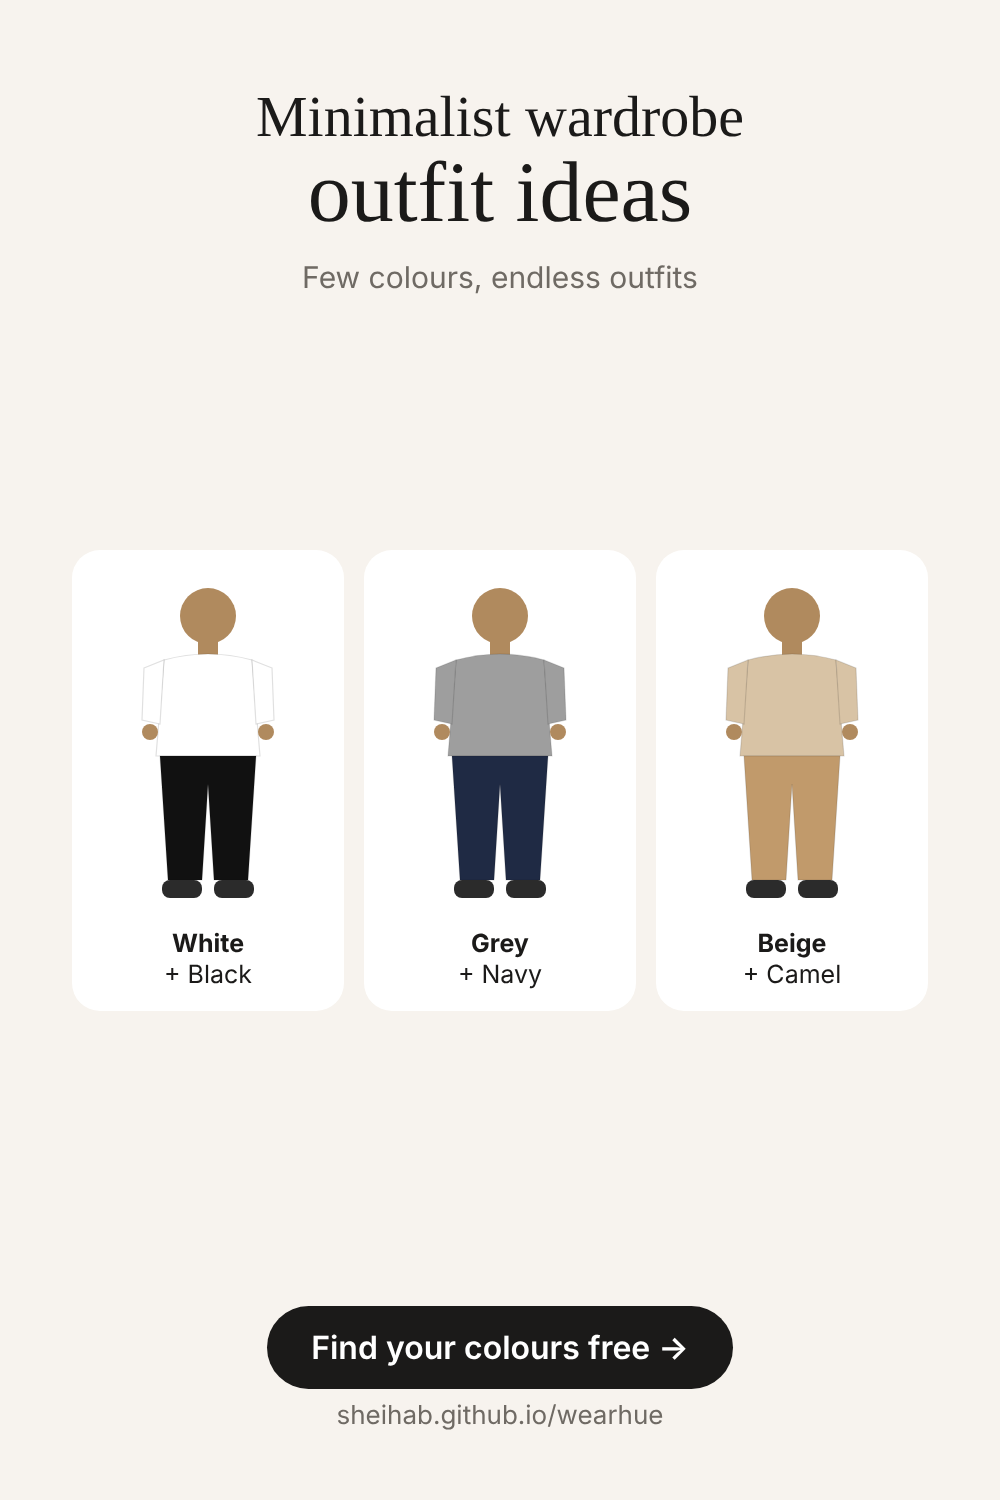 Minimalist wardrobe
outfit ideas
Few colours, endless outfits
White
+ Black
Grey
+ Navy
Beige
+ Camel
Find your colours free →
sheihab.github.io/wearhue